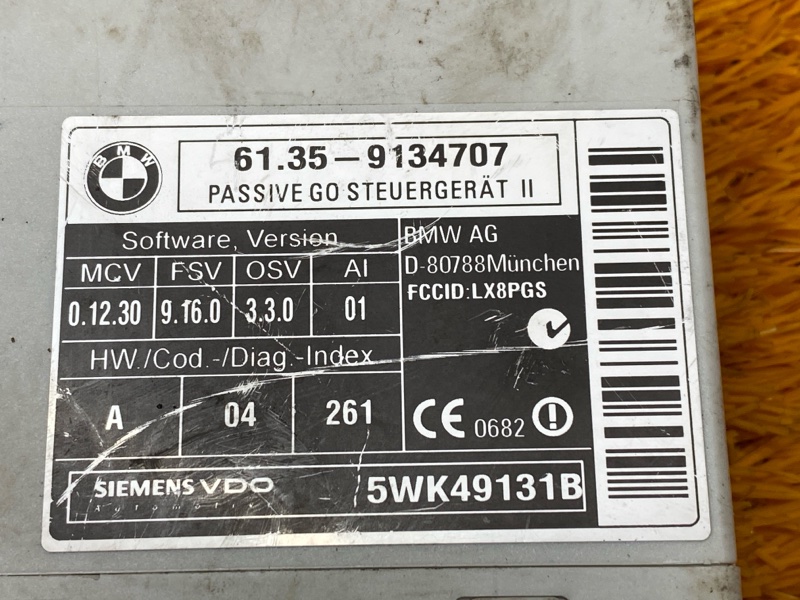 BMW
61.35-9134707
PASSIVE GO STEUERGERÄT II
Software, Version
MCV FSV OSV AI
0.12.30 9.16.0 3.3.0 01
HW./Cod.-/Diag.-Index
A 04 261
BMW AG
D-80788München
FCCID:LX8PGS
CE 0682
SIEMENS VDO
Automotive
5WK49131B